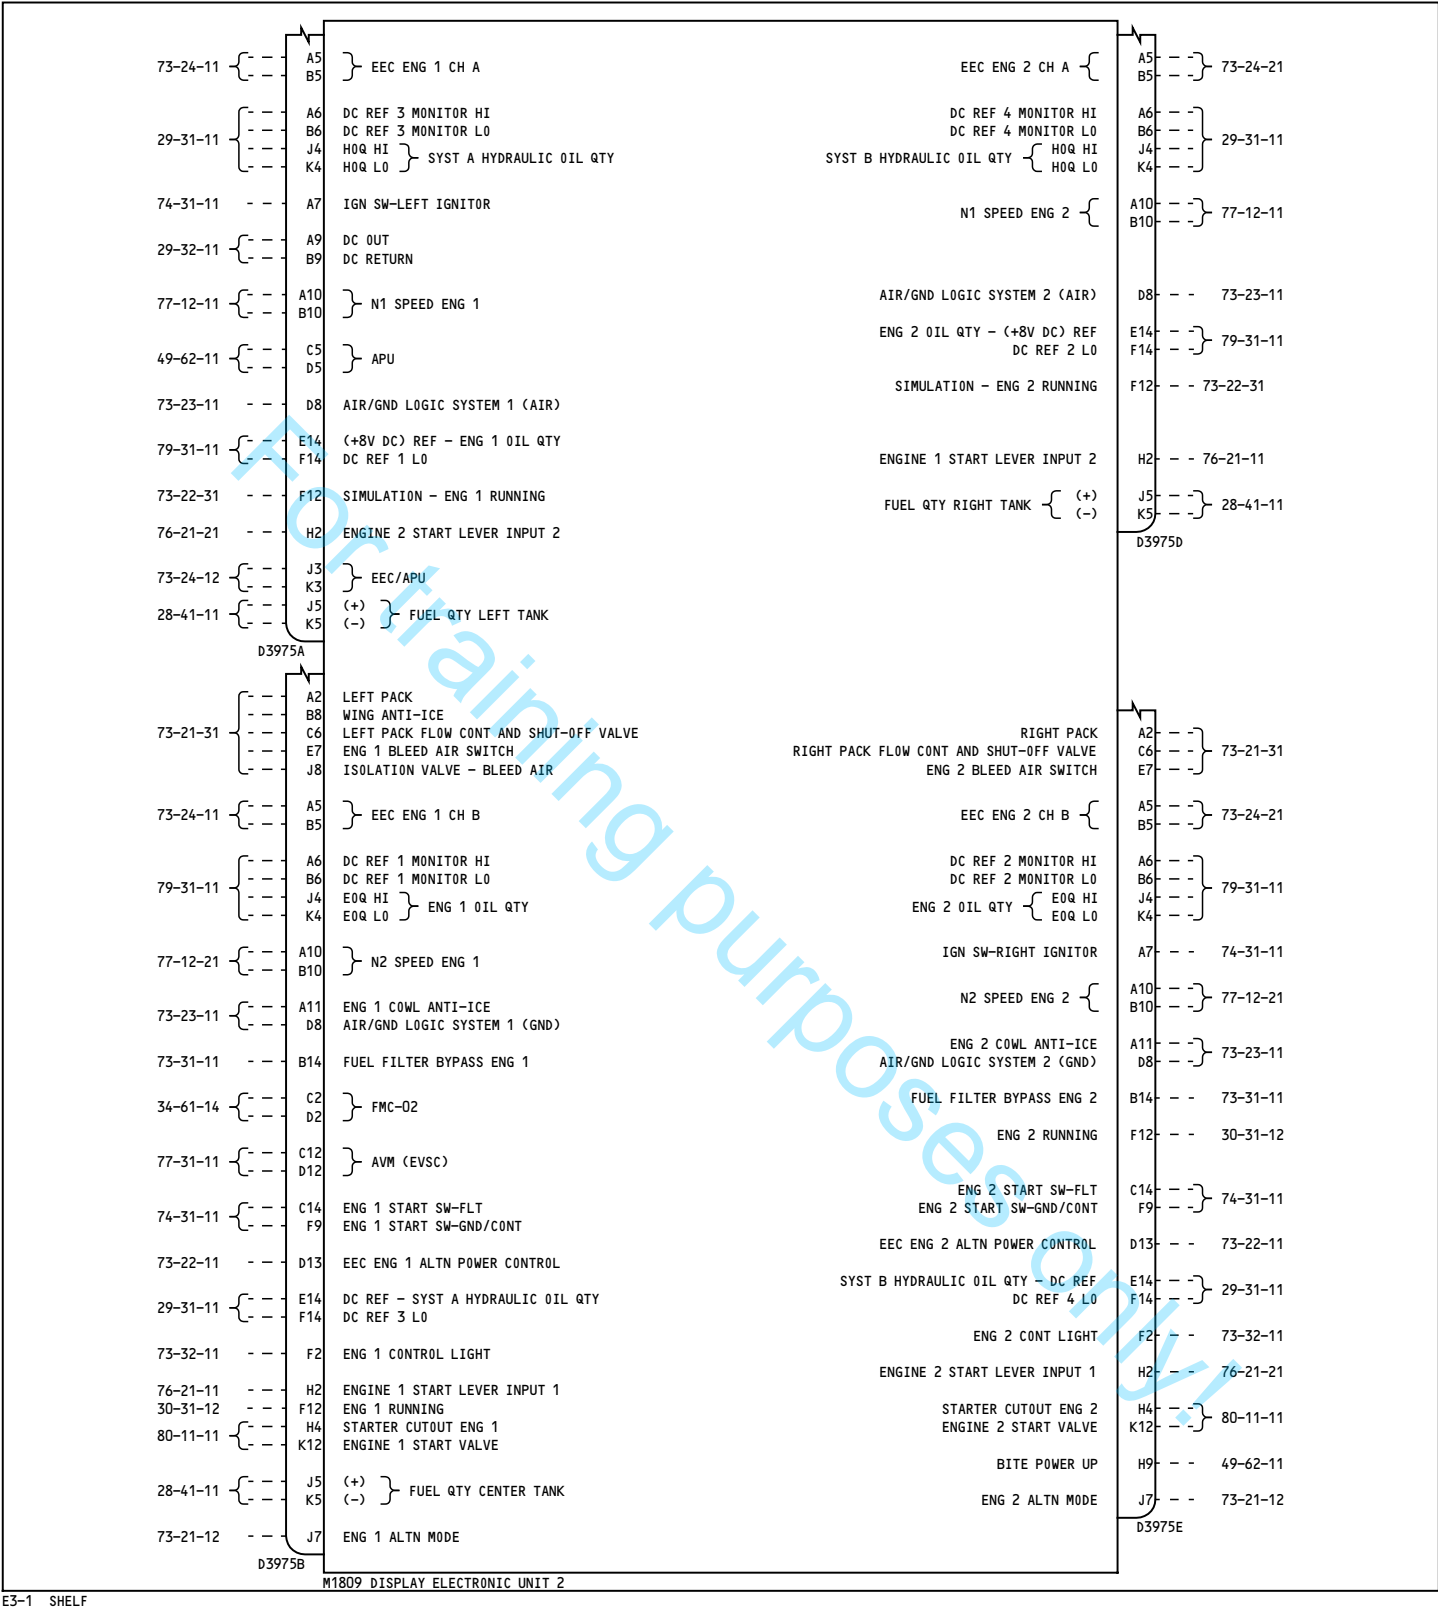 73-24-11 A5 EEC ENG 1 CH A
B5
A6 DC REF 3 MONITOR HI
B6 DC REF 3 MONITOR LO
29-31-11 J4 HOQ HI SYST A HYDRAULIC OIL QTY
K4 HOQ LO
74-31-11 A7 IGN SW-LEFT IGNITOR
29-32-11 A9 DC OUT
B9 DC RETURN
77-12-11 A10 N1 SPEED ENG 1
B10
49-62-11 C5 APU
D5
73-23-11 D8 AIR/GND LOGIC SYSTEM 1 (AIR)
79-31-11 E14 (+8V DC) REF - ENG 1 OIL QTY
F14 DC REF 1 LO
73-22-31 F12 SIMULATION - ENG 1 RUNNING
76-21-21 H2 ENGINE 2 START LEVER INPUT 2
73-24-12 J3 EEC/APU
K3
28-41-11 J5 (+) FUEL QTY LEFT TANK
K5 (-)
D3975A
EEC ENG 2 CH A A5 73-24-21
B5
DC REF 4 MONITOR HI A6
DC REF 4 MONITOR LO B6
SYST B HYDRAULIC OIL QTY HOQ HI J4 29-31-11
HOQ LO K4
N1 SPEED ENG 2 A10 77-12-11
B10
AIR/GND LOGIC SYSTEM 2 (AIR) D8 73-23-11
ENG 2 OIL QTY - (+8V DC) REF E14 79-31-11
DC REF 2 LO F14
SIMULATION - ENG 2 RUNNING F12 73-22-31
ENGINE 1 START LEVER INPUT 2 H2 76-21-11
FUEL QTY RIGHT TANK (+) J5 28-41-11
(-) K5
D3975D
A2 LEFT PACK
B8 WING ANTI-ICE
73-21-31 C6 LEFT PACK FLOW CONT AND SHUT-OFF VALVE
E7 ENG 1 BLEED AIR SWITCH
J8 ISOLATION VALVE - BLEED AIR
73-24-11 A5 EEC ENG 1 CH B
B5
A6 DC REF 1 MONITOR HI
B6 DC REF 1 MONITOR LO
79-31-11 J4 EOQ HI ENG 1 OIL QTY
K4 EOQ LO
77-12-21 A10 N2 SPEED ENG 1
B10
73-23-11 A11 ENG 1 COWL ANTI-ICE
D8 AIR/GND LOGIC SYSTEM 1 (GND)
73-31-11 B14 FUEL FILTER BYPASS ENG 1
34-61-14 C2 FMC-02
D2
77-31-11 C12 AVM (EVSC)
D12
74-31-11 C14 ENG 1 START SW-FLT
F9 ENG 1 START SW-GND/CONT
73-22-11 D13 EEC ENG 1 ALTN POWER CONTROL
29-31-11 E14 DC REF - SYST A HYDRAULIC OIL QTY
F14 DC REF 3 LO
73-32-11 F2 ENG 1 CONTROL LIGHT
76-21-11 H2 ENGINE 1 START LEVER INPUT 1
30-31-12 F12 ENG 1 RUNNING
80-11-11 H4 STARTER CUTOUT ENG 1
K12 ENGINE 1 START VALVE
28-41-11 J5 (+) FUEL QTY CENTER TANK
K5 (-)
73-21-12 J7 ENG 1 ALTN MODE
D3975B
RIGHT PACK A2
RIGHT PACK FLOW CONT AND SHUT-OFF VALVE C6 73-21-31
ENG 2 BLEED AIR SWITCH E7
EEC ENG 2 CH B A5 73-24-21
B5
DC REF 2 MONITOR HI A6
DC REF 2 MONITOR LO B6
ENG 2 OIL QTY EOQ HI J4 79-31-11
EOQ LO K4
IGN SW-RIGHT IGNITOR A7 74-31-11
N2 SPEED ENG 2 A10 77-12-21
B10
ENG 2 COWL ANTI-ICE A11 73-23-11
AIR/GND LOGIC SYSTEM 2 (GND) D8
FUEL FILTER BYPASS ENG 2 B14 73-31-11
ENG 2 RUNNING F12 30-31-12
ENG 2 START SW-FLT C14 74-31-11
ENG 2 START SW-GND/CONT F9
EEC ENG 2 ALTN POWER CONTROL D13 73-22-11
SYST B HYDRAULIC OIL QTY - DC REF E14 29-31-11
DC REF 4 LO F14
ENG 2 CONT LIGHT F2 73-32-11
ENGINE 2 START LEVER INPUT 1 H2 76-21-21
STARTER CUTOUT ENG 2 H4 80-11-11
ENGINE 2 START VALVE K12
BITE POWER UP H9 49-62-11
ENG 2 ALTN MODE J7 73-21-12
D3975E
M1809 DISPLAY ELECTRONIC UNIT 2
E3-1 SHELF
For training purposes only!